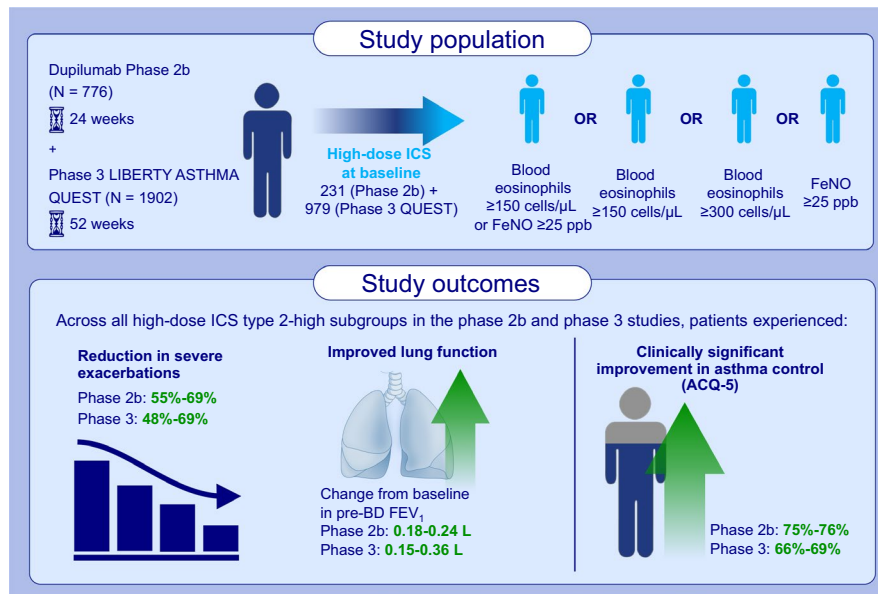 Study population
Dupilumab Phase 2b
(N = 776)
24 weeks
+
Phase 3 LIBERTY ASTHMA
QUEST (N = 1902)
52 weeks
High-dose ICS
at baseline
231 (Phase 2b) +
979 (Phase 3 QUEST)
OR
OR
OR
Blood
eosinophils
≥150 cells/µL
or FeNO ≥25 ppb
Blood
eosinophils
≥150 cells/µL
Blood
eosinophils
≥300 cells/µL
FeNO
≥25 ppb
Study outcomes
Across all high-dose ICS type 2-high subgroups in the phase 2b and phase 3 studies, patients experienced:
Reduction in severe
exacerbations
Phase 2b: 55%-69%
Phase 3: 48%-69%
Improved lung function
Change from baseline
in pre-BD FEV₁
Phase 2b: 0.18-0.24 L
Phase 3: 0.15-0.36 L
Clinically significant
improvement in asthma control
(ACQ-5)
Phase 2b: 75%-76%
Phase 3: 66%-69%